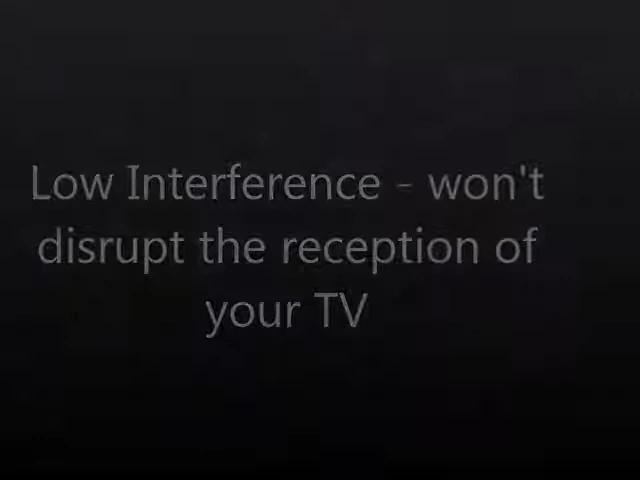 Low Interference - won't
disrupt the reception of
your TV